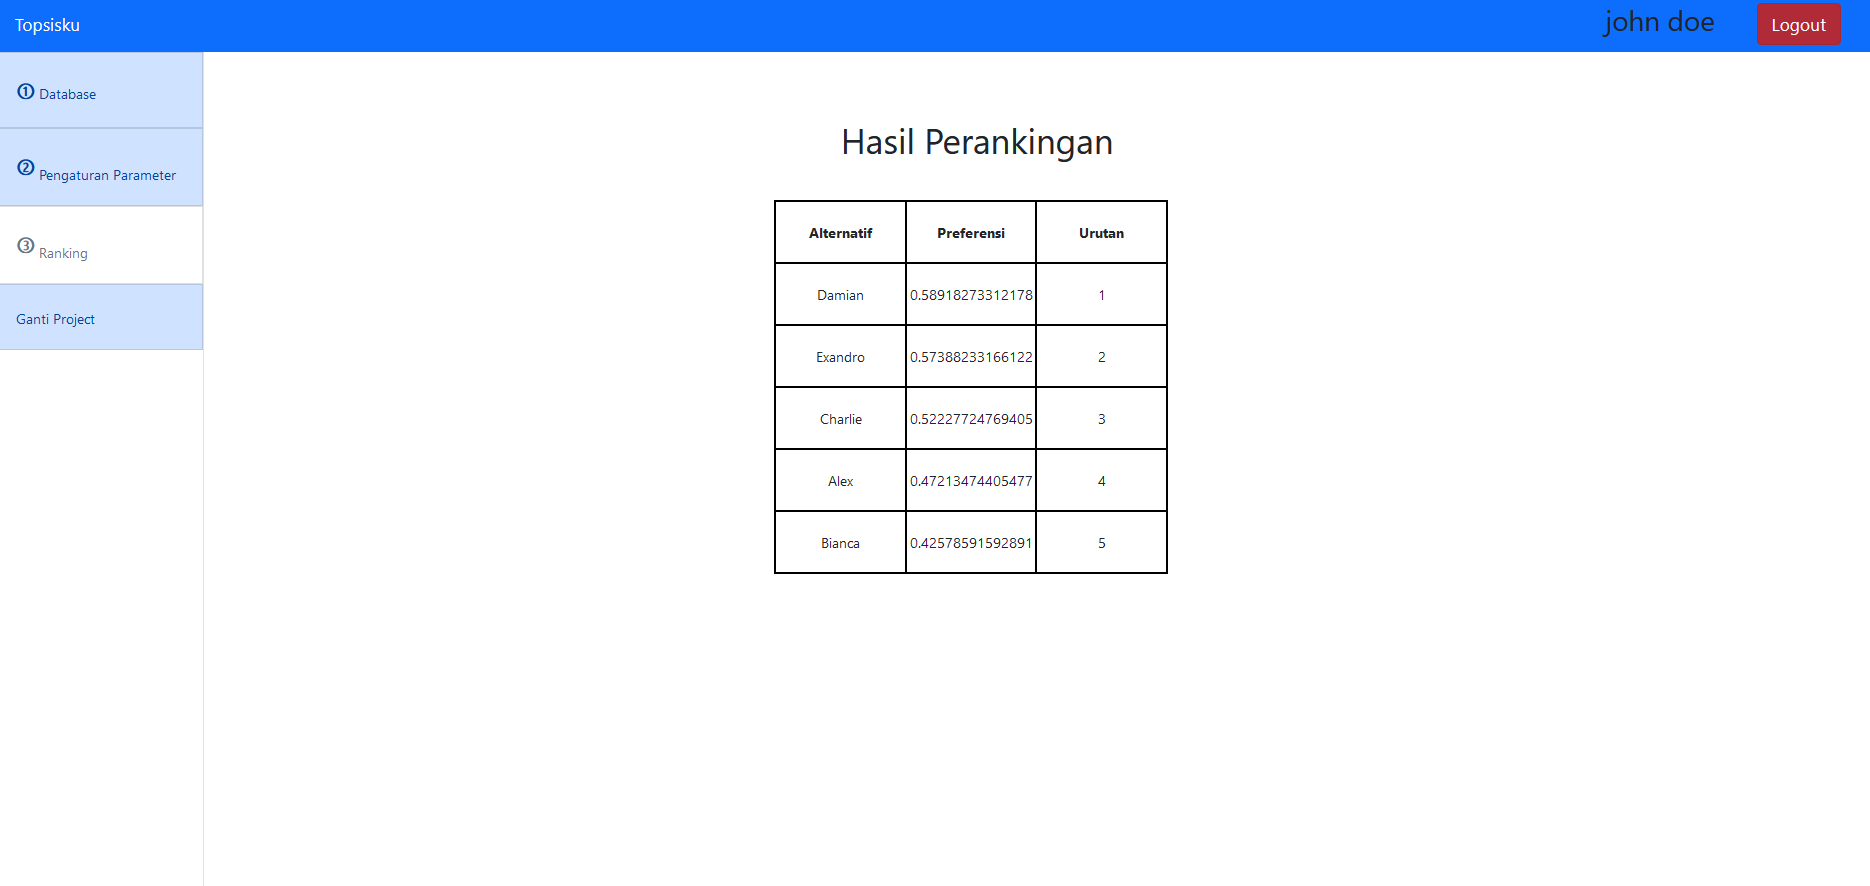 Topsisku
john doe
Logout
① Database
② Pengaturan Parameter
③ Ranking
Ganti Project
Hasil Perankingan
Alternatif Preferensi Urutan
Damian 0.58918273312178 1
Exandro 0.57388233166122 2
Charlie 0.52227724769405 3
Alex 0.47213474405477 4
Bianca 0.42578591592891 5